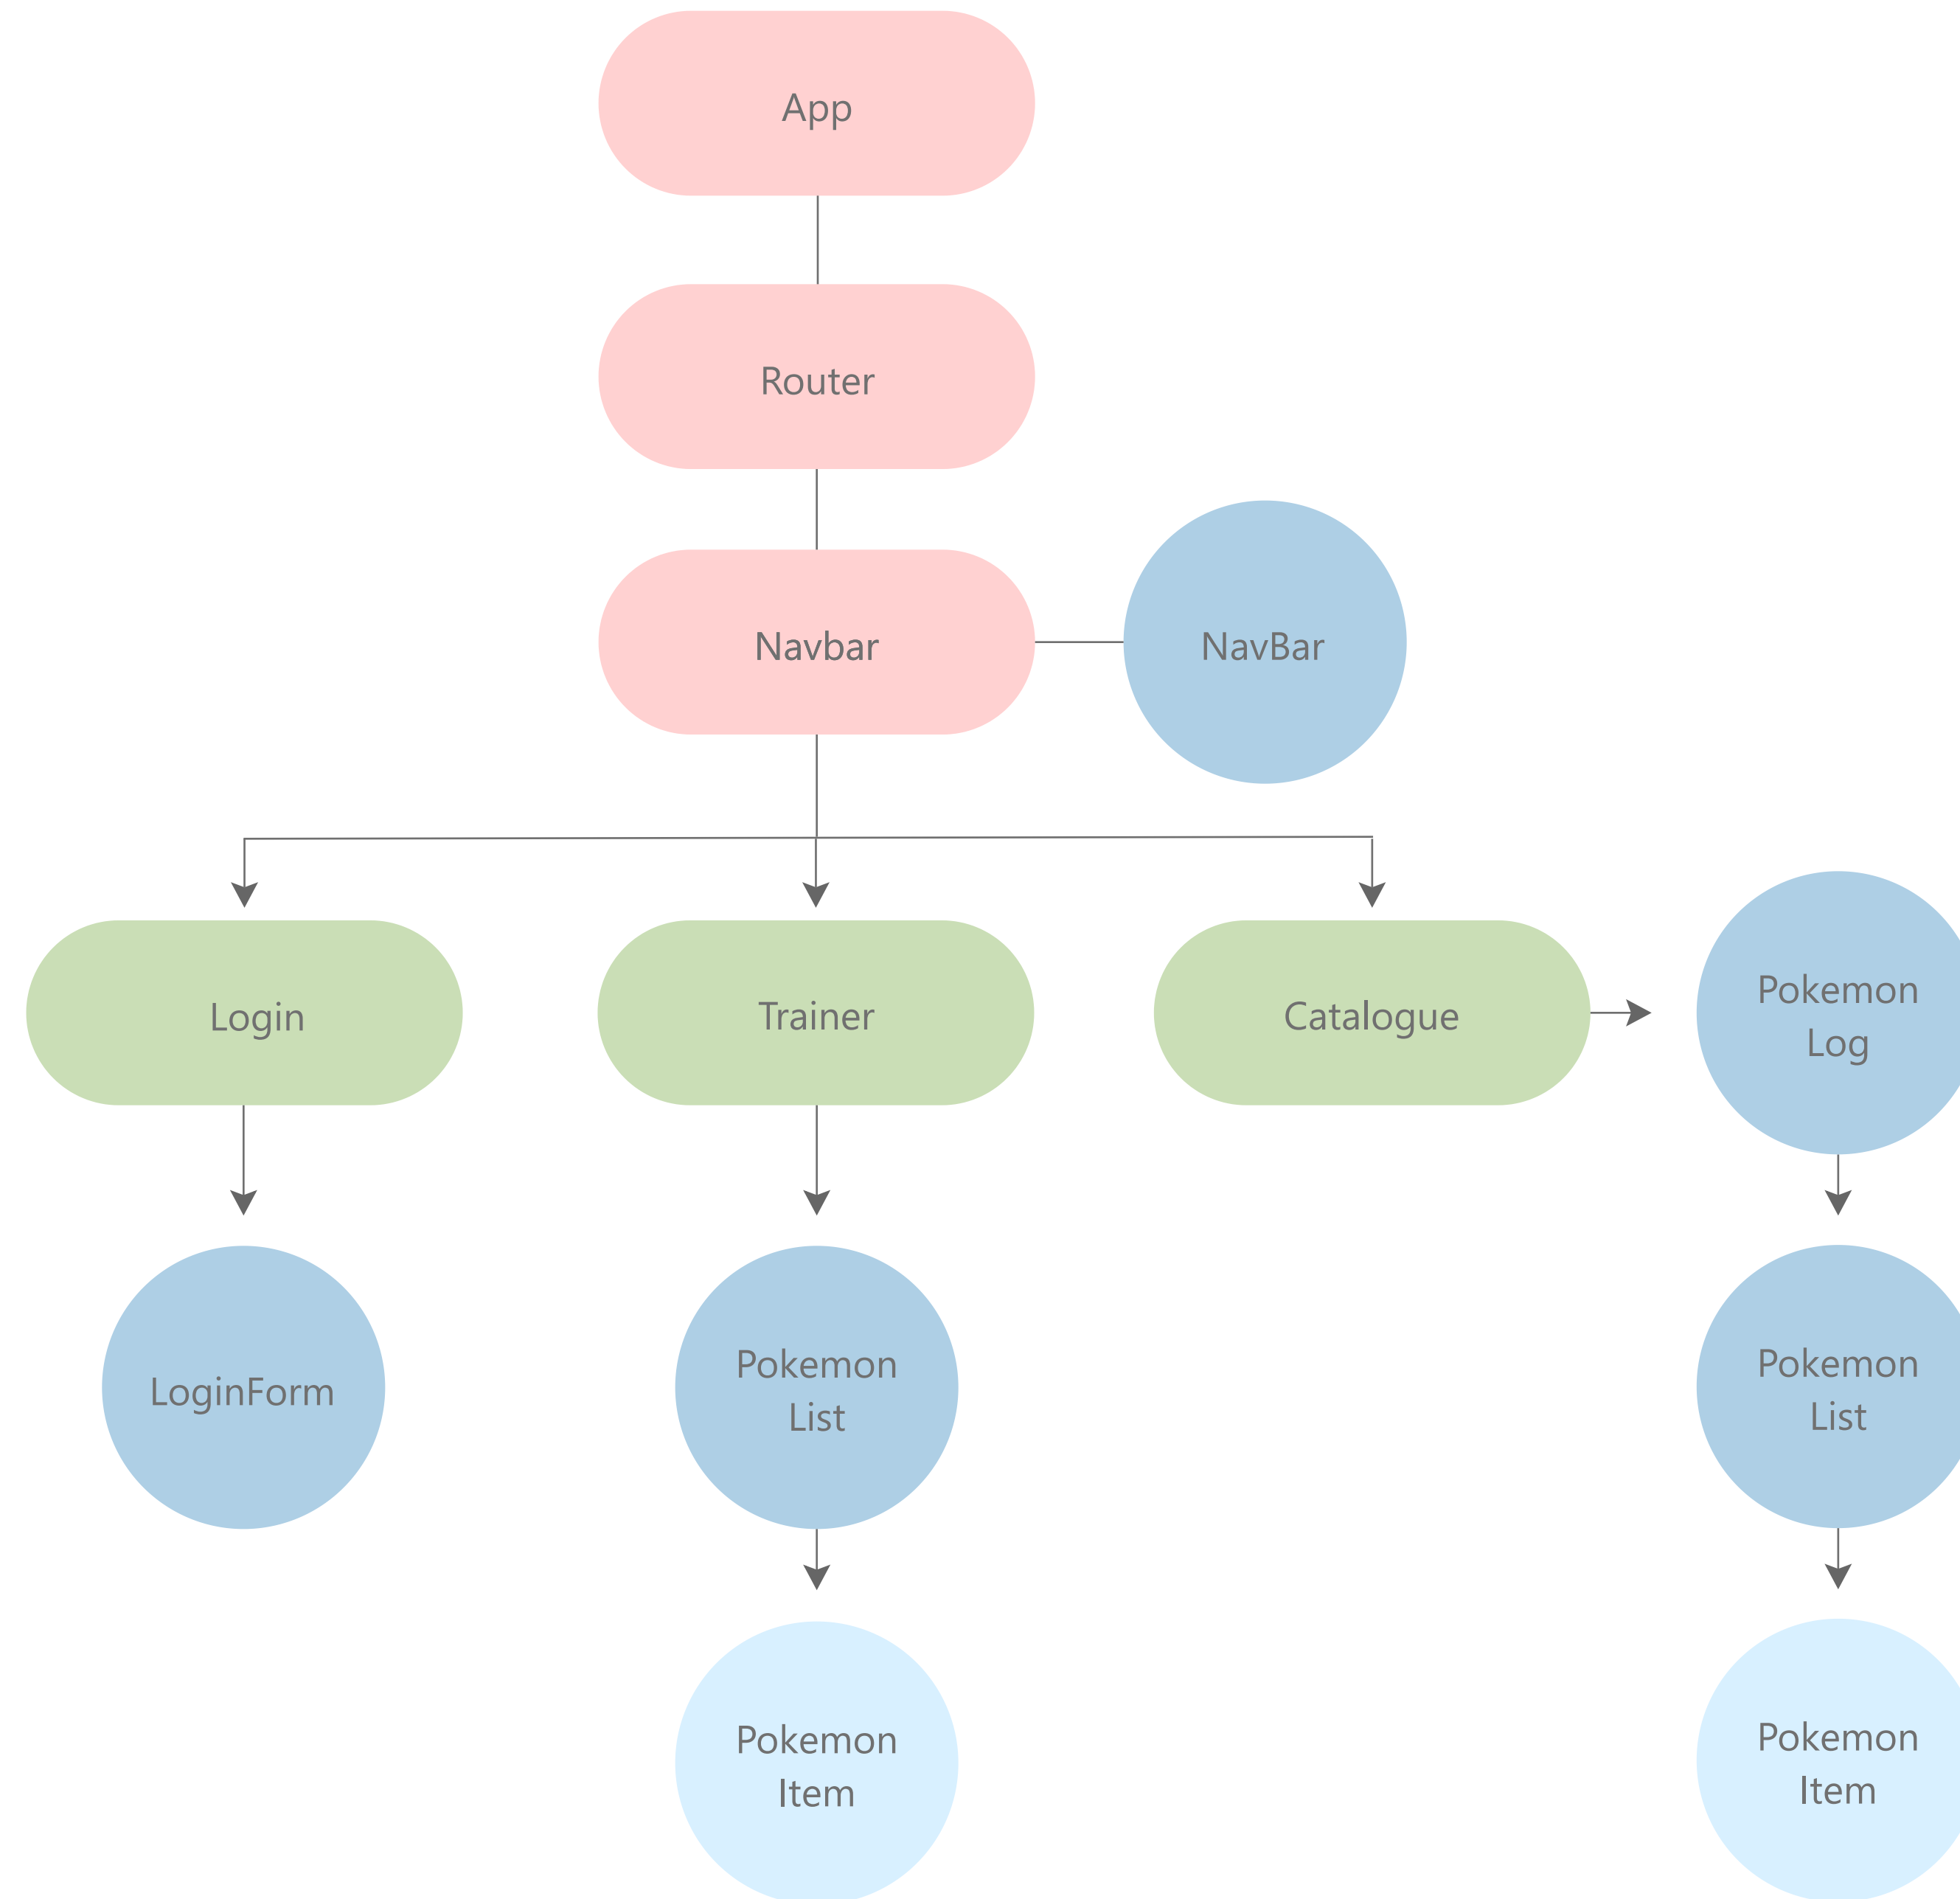 App
Router
Navbar
NavBar
Login
Trainer
Catalogue
Pokemon
Log
LoginForm
Pokemon
List
Pokemon
List
Pokemon
Item
Pokemon
Item